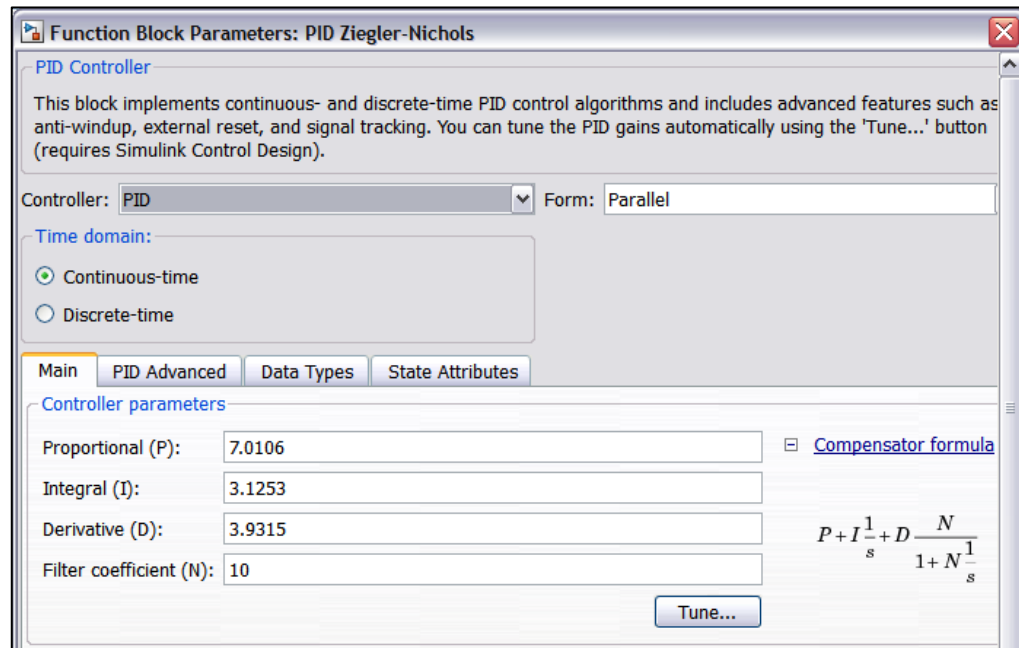 Function Block Parameters: PID Ziegler-Nichols
PID Controller
This block implements continuous- and discrete-time PID control algorithms and includes advanced features such as
anti-windup, external reset, and signal tracking. You can tune the PID gains automatically using the 'Tune...' button
(requires Simulink Control Design).
Controller: PID Form: Parallel
Time domain:
Continuous-time
Discrete-time
Main PID Advanced Data Types State Attributes
Controller parameters
Proportional (P): 7.0106 Compensator formula
Integral (I): 3.1253
Derivative (D): 3.9315
P+I 1/s +D N/(1+N 1/s)
Filter coefficient (N): 10
Tune...